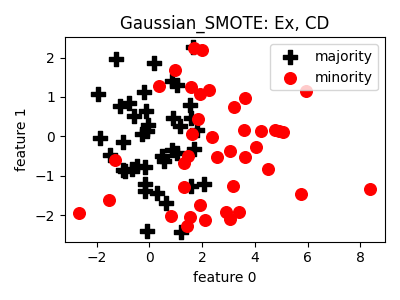 Gaussian_SMOTE: Ex, CD
majority
minority
2
1
0
−1
−2
feature 1
−2 0 2 4 6 8
feature 0